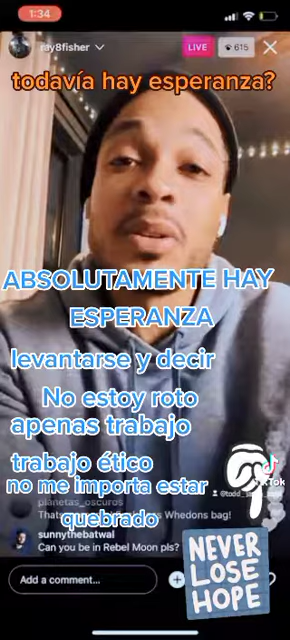 1:34
my8fisher
LIVE
615
todavía hay esperanza?
ABSOLUTAMENTE HAY
ESPERANZA
levantarse y decir
No estoy roto
apenas trabajo
trabajo ético
no me importa estar
quebrado
TikTok
planetas_oscuros
Whedons bag!
sunnythebatwal
Can you be in Rebel Moon pls?
Add a comment...
NEVER
LOSE
HOPE